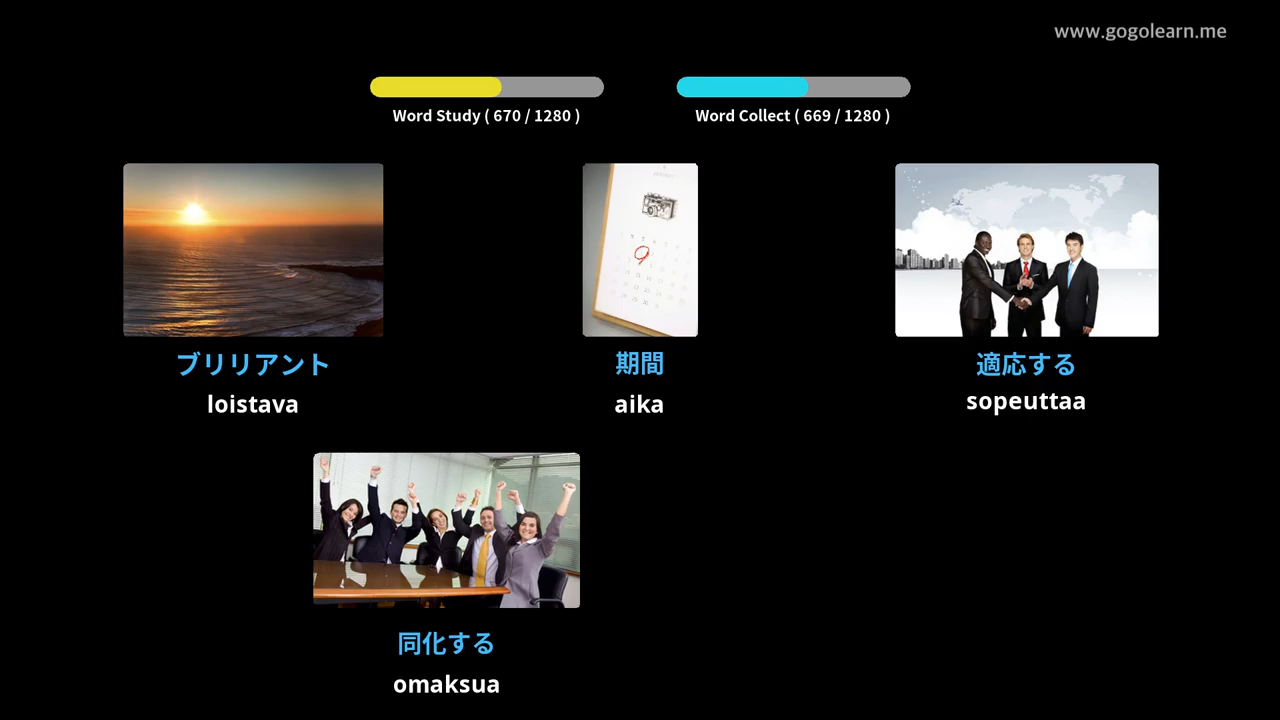 www.gogolearn.me
Word Study ( 670 / 1280 )
Word Collect ( 669 / 1280 )
ブリリアント
期間
適応する
loistava
aika
sopeuttaa
同化する
omaksua